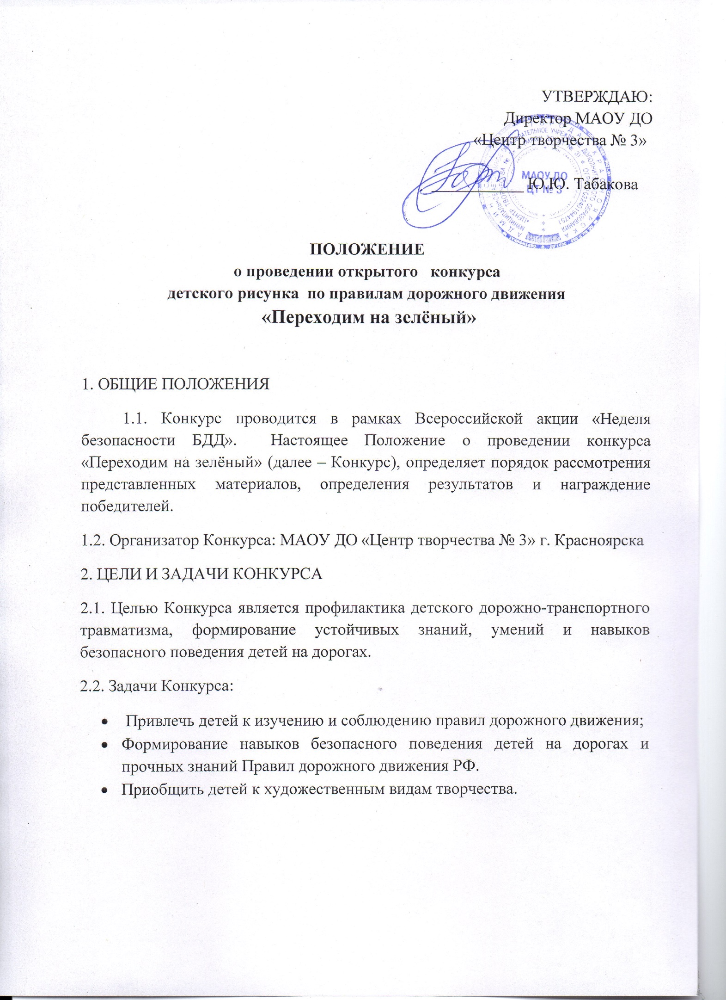 УТВЕРЖДАЮ:
Директор МАОУ ДО
«Центр творчества № 3»
МАОУ ДО
ЦТ № 3
Ю.Ю. Табакова
ПОЛОЖЕНИЕ
о проведении открытого конкурса
детского рисунка по правилам дорожного движения
«Переходим на зелёный»
1. ОБЩИЕ ПОЛОЖЕНИЯ
1.1. Конкурс проводится в рамках Всероссийской акции «Неделя
безопасности БДД». Настоящее Положение о проведении конкурса
«Переходим на зелёный» (далее – Конкурс), определяет порядок рассмотрения
представленных материалов, определения результатов и награждение
победителей.
1.2. Организатор Конкурса: МАОУ ДО «Центр творчества № 3» г. Красноярска
2. ЦЕЛИ И ЗАДАЧИ КОНКУРСА
2.1. Целью Конкурса является профилактика детского дорожно-транспортного
травматизма, формирование устойчивых знаний, умений и навыков
безопасного поведения детей на дорогах.
2.2. Задачи Конкурса:
• Привлечь детей к изучению и соблюдению правил дорожного движения;
• Формирование навыков безопасного поведения детей на дорогах и
прочных знаний Правил дорожного движения РФ.
• Приобщить детей к художественным видам творчества.